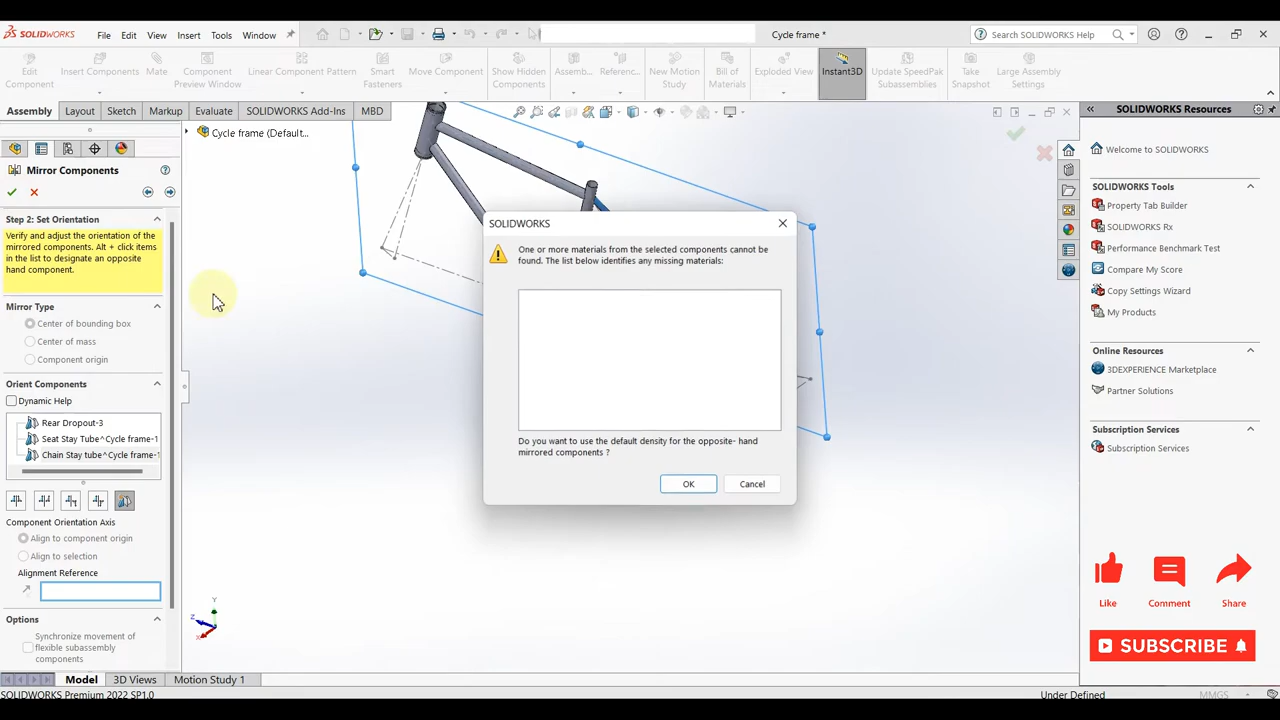 SOLIDWORKS File Edit View Insert Tools Window Cycle frame * Search SOLIDWORKS Help
Edit Component Insert Components Mate Component Preview Window Linear Component Pattern Smart Fasteners Move Component Show Hidden Components Assemb... Referenc... New Motion Study Bill of Materials Exploded View Instant3D Update SpeedPak Subassemblies Take Snapshot Large Assembly Settings
Assembly Layout Sketch Markup Evaluate SOLIDWORKS Add-Ins MBD
Cycle frame (Default...
Mirror Components
Step 2: Set Orientation
Verify and adjust the orientation of the
mirrored components. Alt + click items
in the list to designate an opposite
hand component.
Mirror Type
Center of bounding box
Center of mass
Component origin
Orient Components
Dynamic Help
Rear Dropout-3
Seat Stay Tube^Cycle frame-1
Chain Stay tube^Cycle frame-1
Component Orientation Axis
Align to component origin
Align to selection
Alignment Reference
Options
Synchronize movement of
flexible subassembly
components
SOLIDWORKS
One or more materials from the selected components cannot be
found. The list below identifies any missing materials:
Do you want to use the default density for the opposite- hand
mirrored components ?
OK Cancel
Y
Z
X
SOLIDWORKS Resources
Welcome to SOLIDWORKS
SOLIDWORKS Tools
Property Tab Builder
SOLIDWORKS Rx
Performance Benchmark Test
Compare My Score
Copy Settings Wizard
My Products
Online Resources
3DEXPERIENCE Marketplace
Partner Solutions
Subscription Services
Subscription Services
Like Comment Share
SUBSCRIBE
Model 3D Views Motion Study 1
SOLIDWORKS Premium 2022 SP1.0 Under Defined MMGS